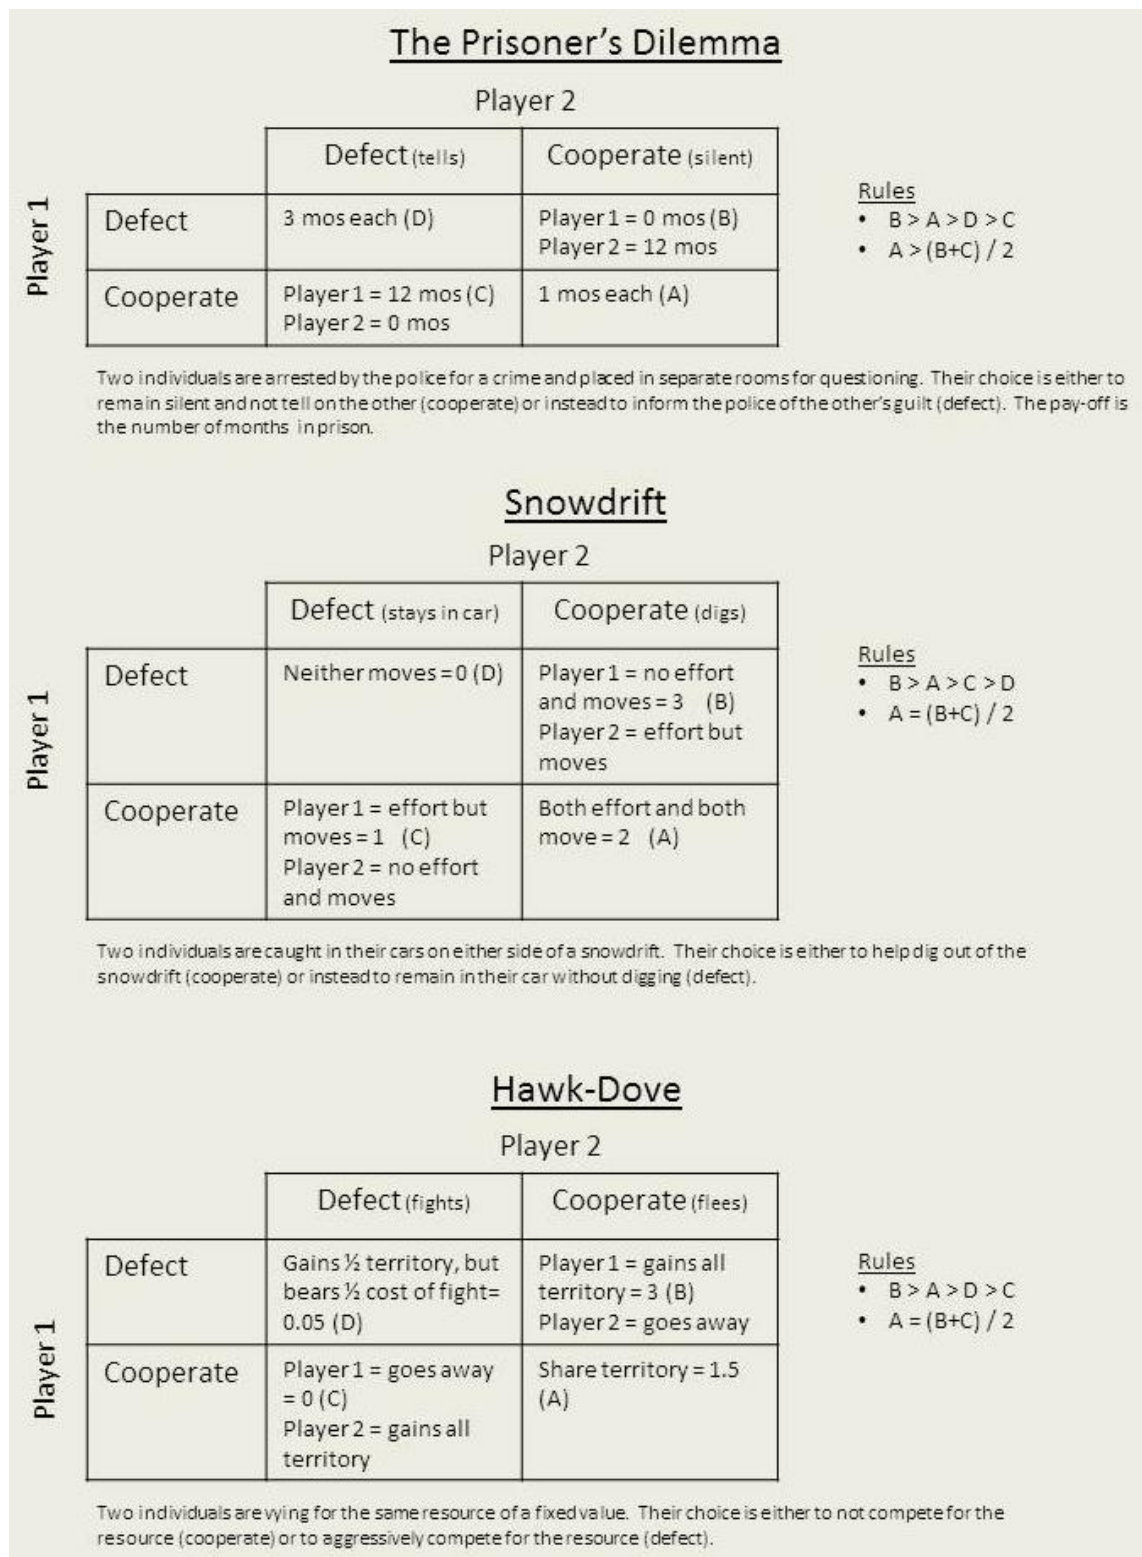 The Prisoner's Dilemma
Player 2
Defect (tells)
Cooperate (silent)
Player 1
Defect
3 mos each (D)
Player 1 = 0 mos (B)
Player 2 = 12 mos
Cooperate
Player 1 = 12 mos (C)
Player 2 = 0 mos
1 mos each (A)
Rules
• B > A > D > C
• A > (B+C) / 2
Two individuals are arrested by the police for a crime and placed in separate rooms for questioning. Their choice is either to
remain silent and not tell on the other (cooperate) or instead to inform the police of the other's guilt (defect). The pay-off is
the number of months in prison.
Snowdrift
Player 2
Defect (stays in car)
Cooperate (digs)
Player 1
Defect
Neither moves = 0 (D)
Player 1 = no effort
and moves = 3 (B)
Player 2 = effort but
moves
Cooperate
Player 1 = effort but
moves = 1 (C)
Player 2 = no effort
and moves
Both effort and both
move = 2 (A)
Rules
• B > A > C > D
• A = (B+C) / 2
Two individuals are caught in their cars on either side of a snowdrift. Their choice is either to help dig out of the
snowdrift (cooperate) or instead to remain in their car without digging (defect).
Hawk-Dove
Player 2
Defect (fights)
Cooperate (flees)
Player 1
Defect
Gains ½ territory, but
bears ½ cost of fight=
0.05 (D)
Player 1 = gains all
territory = 3 (B)
Player 2 = goes away
Cooperate
Player 1 = goes away
= 0 (C)
Player 2 = gains all
territory
Share territory = 1.5
(A)
Rules
• B > A > D > C
• A = (B+C) / 2
Two individuals are vying for the same resource of a fixed value. Their choice is either to not compete for the
resource (cooperate) or to aggressively compete for the resource (defect).